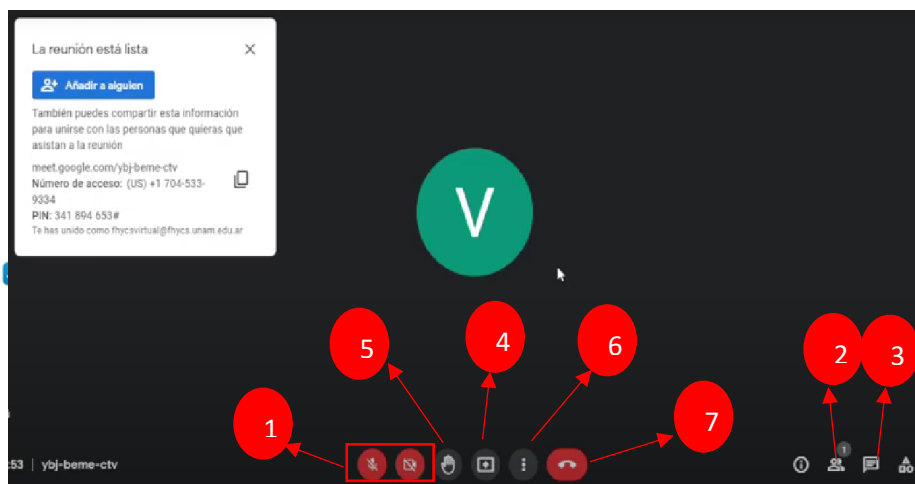 La reunión está lista
Añadir a alguien
También puedes compartir esta información
para unirse con las personas que quieras que
asistan a la reunión
meet.google.com/ybj-beme-ctv
Número de acceso: (US) +1 704-533-
9334
PIN: 341 894 653#
Te has unido como fhycsvirtual@fhycs.unam.edu.ar
V
5
4
6
2
3
1
7
1
:53 | ybj-beme-ctv